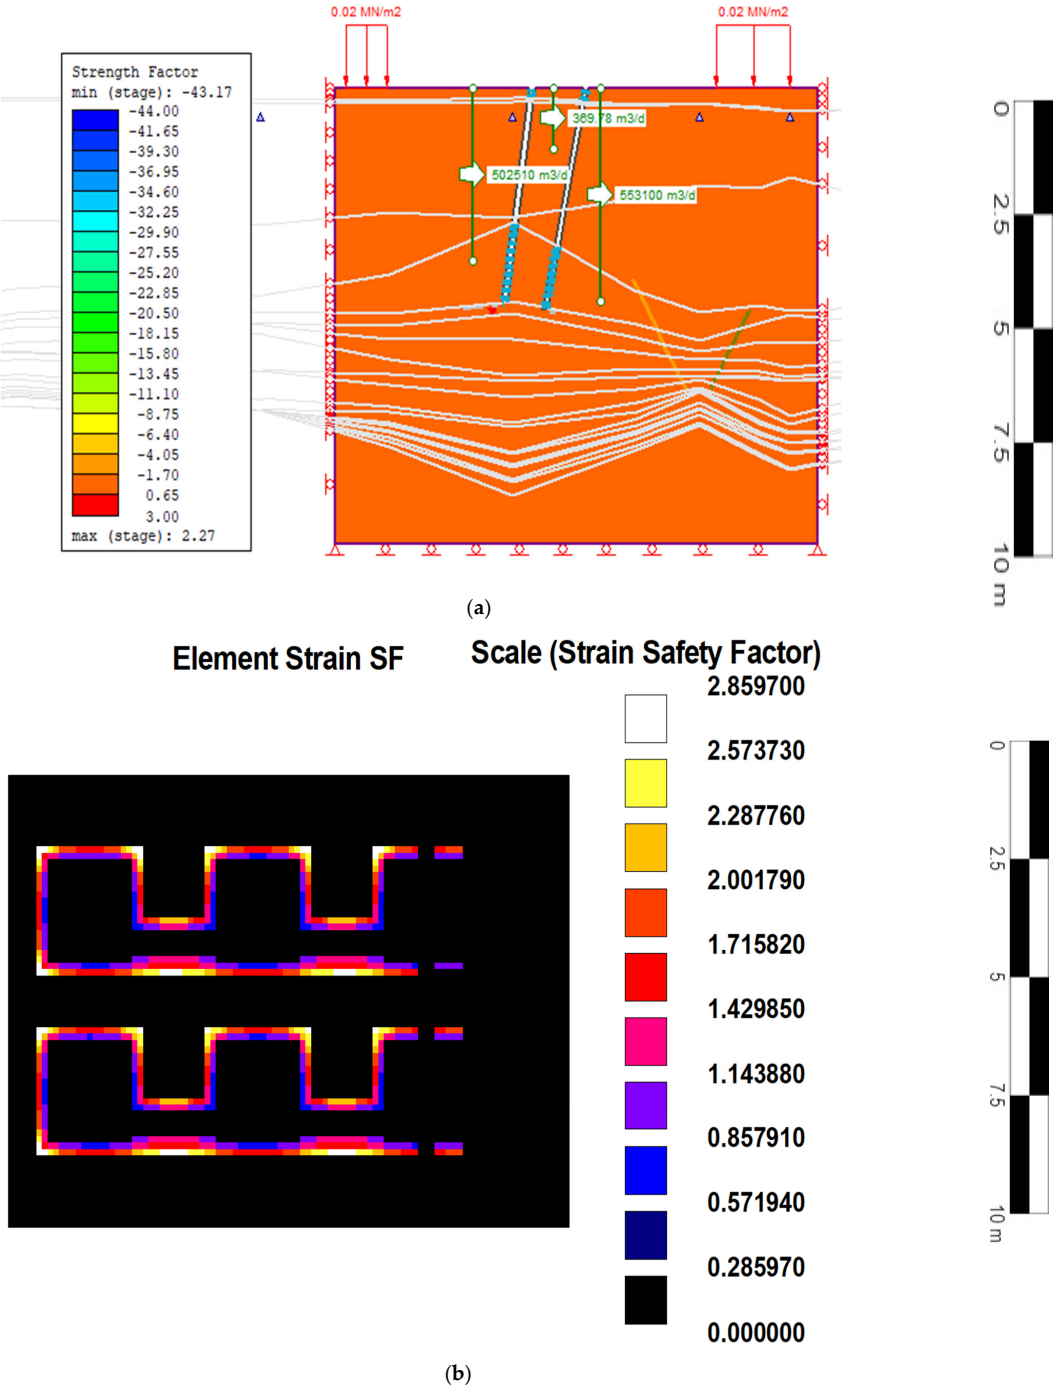 0.02 MN/m2
0.02 MN/m2
Strength Factor
min (stage): -43.17
-44.00
-41.65
-39.30
-36.95
-34.60
-32.25
-29.90
-27.55
-25.20
-22.85
-20.50
-18.15
-15.80
-13.45
-11.10
-8.75
-6.40
-4.05
-1.70
0.65
3.00
max (stage): 2.27
369.78 m3/d
502510 m3/d
553100 m3/d
0
2.5
5
7.5
10 m
(a)
Element Strain SF
Scale (Strain Safety Factor)
2.859700
2.573730
2.287760
2.001790
1.715820
1.429850
1.143880
0.857910
0.571940
0.285970
0.000000
0
2.5
5
7.5
10 m
(b)